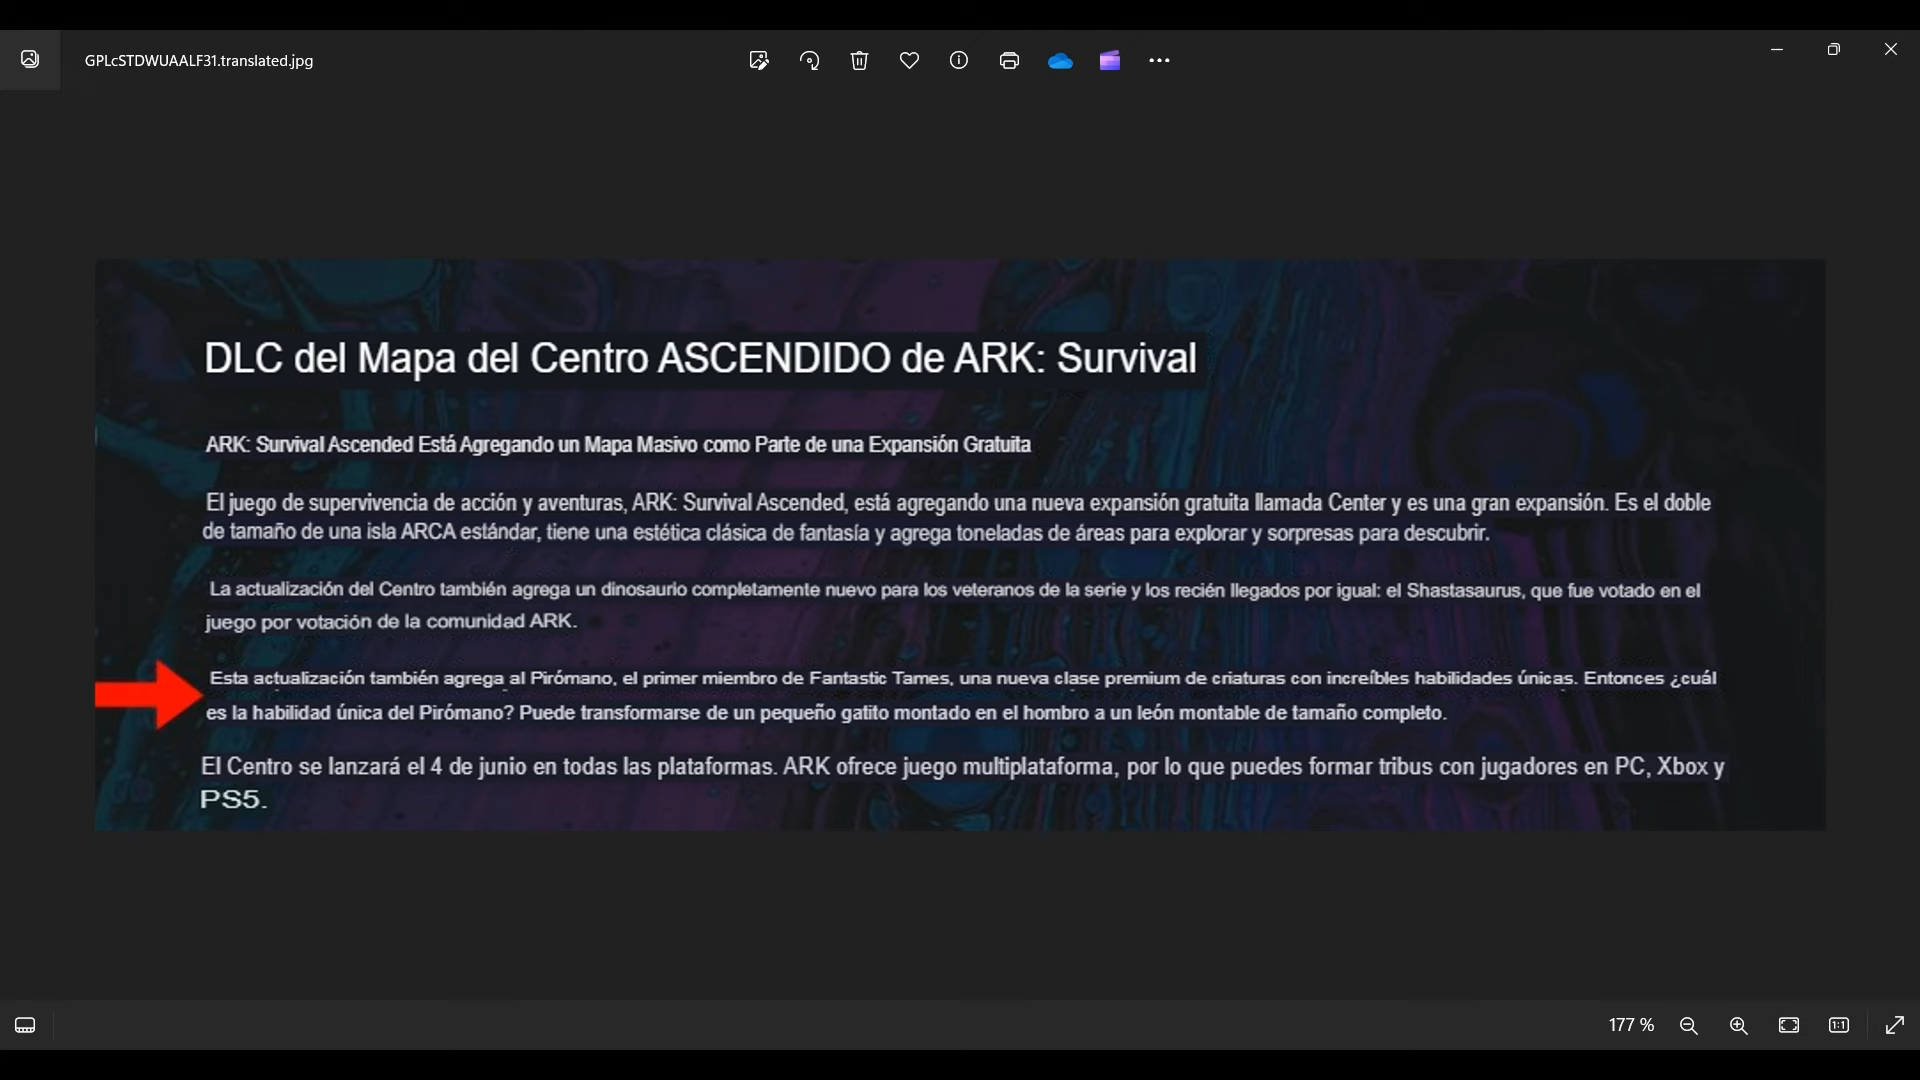 GPLcSTDWUAALF31.translated.jpg
DLC del Mapa del Centro ASCENDIDO de ARK: Survival
ARK: Survival Ascended Está Agregando un Mapa Masivo como Parte de una Expansión Gratuita
El juego de supervivencia de acción y aventuras, ARK: Survival Ascended, está agregando una nueva expansión gratuita llamada Center y es una gran expansión. Es el doble
de tamaño de una isla ARCA estándar, tiene una estética clásica de fantasía y agrega toneladas de áreas para explorar y sorpresas para descubrir.
La actualización del Centro también agrega un dinosaurio completamente nuevo para los veteranos de la serie y los recién llegados por igual: el Shastasaurus, que fue votado en el
juego por votación de la comunidad ARK.
Esta actualización también agrega al Pirómano, el primer miembro de Fantastic Tames, una nueva clase premium de criaturas con increíbles habilidades únicas. Entonces ¿cuál
es la habilidad única del Pirómano? Puede transformarse de un pequeño gatito montado en el hombro a un león montable de tamaño completo.
El Centro se lanzará el 4 de junio en todas las plataformas. ARK ofrece juego multiplataforma, por lo que puedes formar tribus con jugadores en PC, Xbox y
PS5.
177 %
1:1